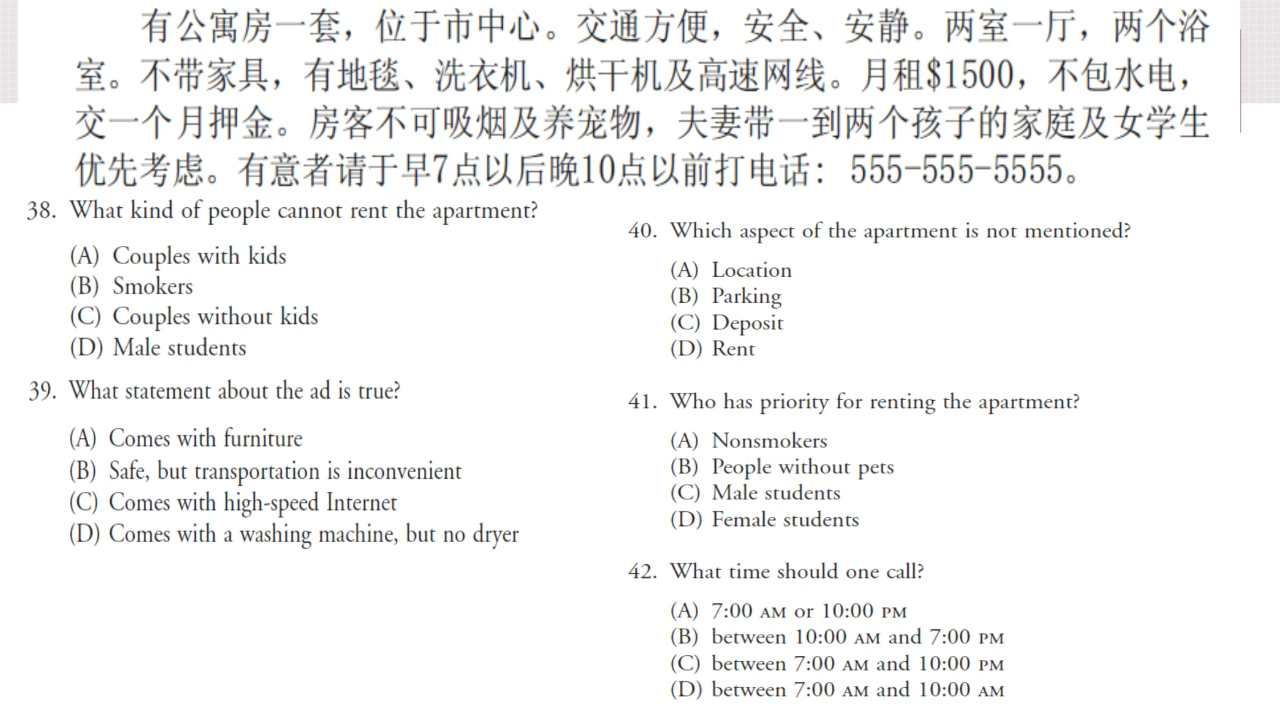 有公寓房一套，位于市中心。交通方便，安全、安静。两室一厅，两个浴
室。不带家具，有地毯、洗衣机、烘干机及高速网线。月租$1500，不包水电，
交一个月押金。房客不可吸烟及养宠物，夫妻带一到两个孩子的家庭及女学生
优先考虑。有意者请于早7点以后晚10点以前打电话：555-555-5555。
38. What kind of people cannot rent the apartment?
(A) Couples with kids
(B) Smokers
(C) Couples without kids
(D) Male students
39. What statement about the ad is true?
(A) Comes with furniture
(B) Safe, but transportation is inconvenient
(C) Comes with high-speed Internet
(D) Comes with a washing machine, but no dryer
40. Which aspect of the apartment is not mentioned?
(A) Location
(B) Parking
(C) Deposit
(D) Rent
41. Who has priority for renting the apartment?
(A) Nonsmokers
(B) People without pets
(C) Male students
(D) Female students
42. What time should one call?
(A) 7:00 AM or 10:00 PM
(B) between 10:00 AM and 7:00 PM
(C) between 7:00 AM and 10:00 PM
(D) between 7:00 AM and 10:00 AM